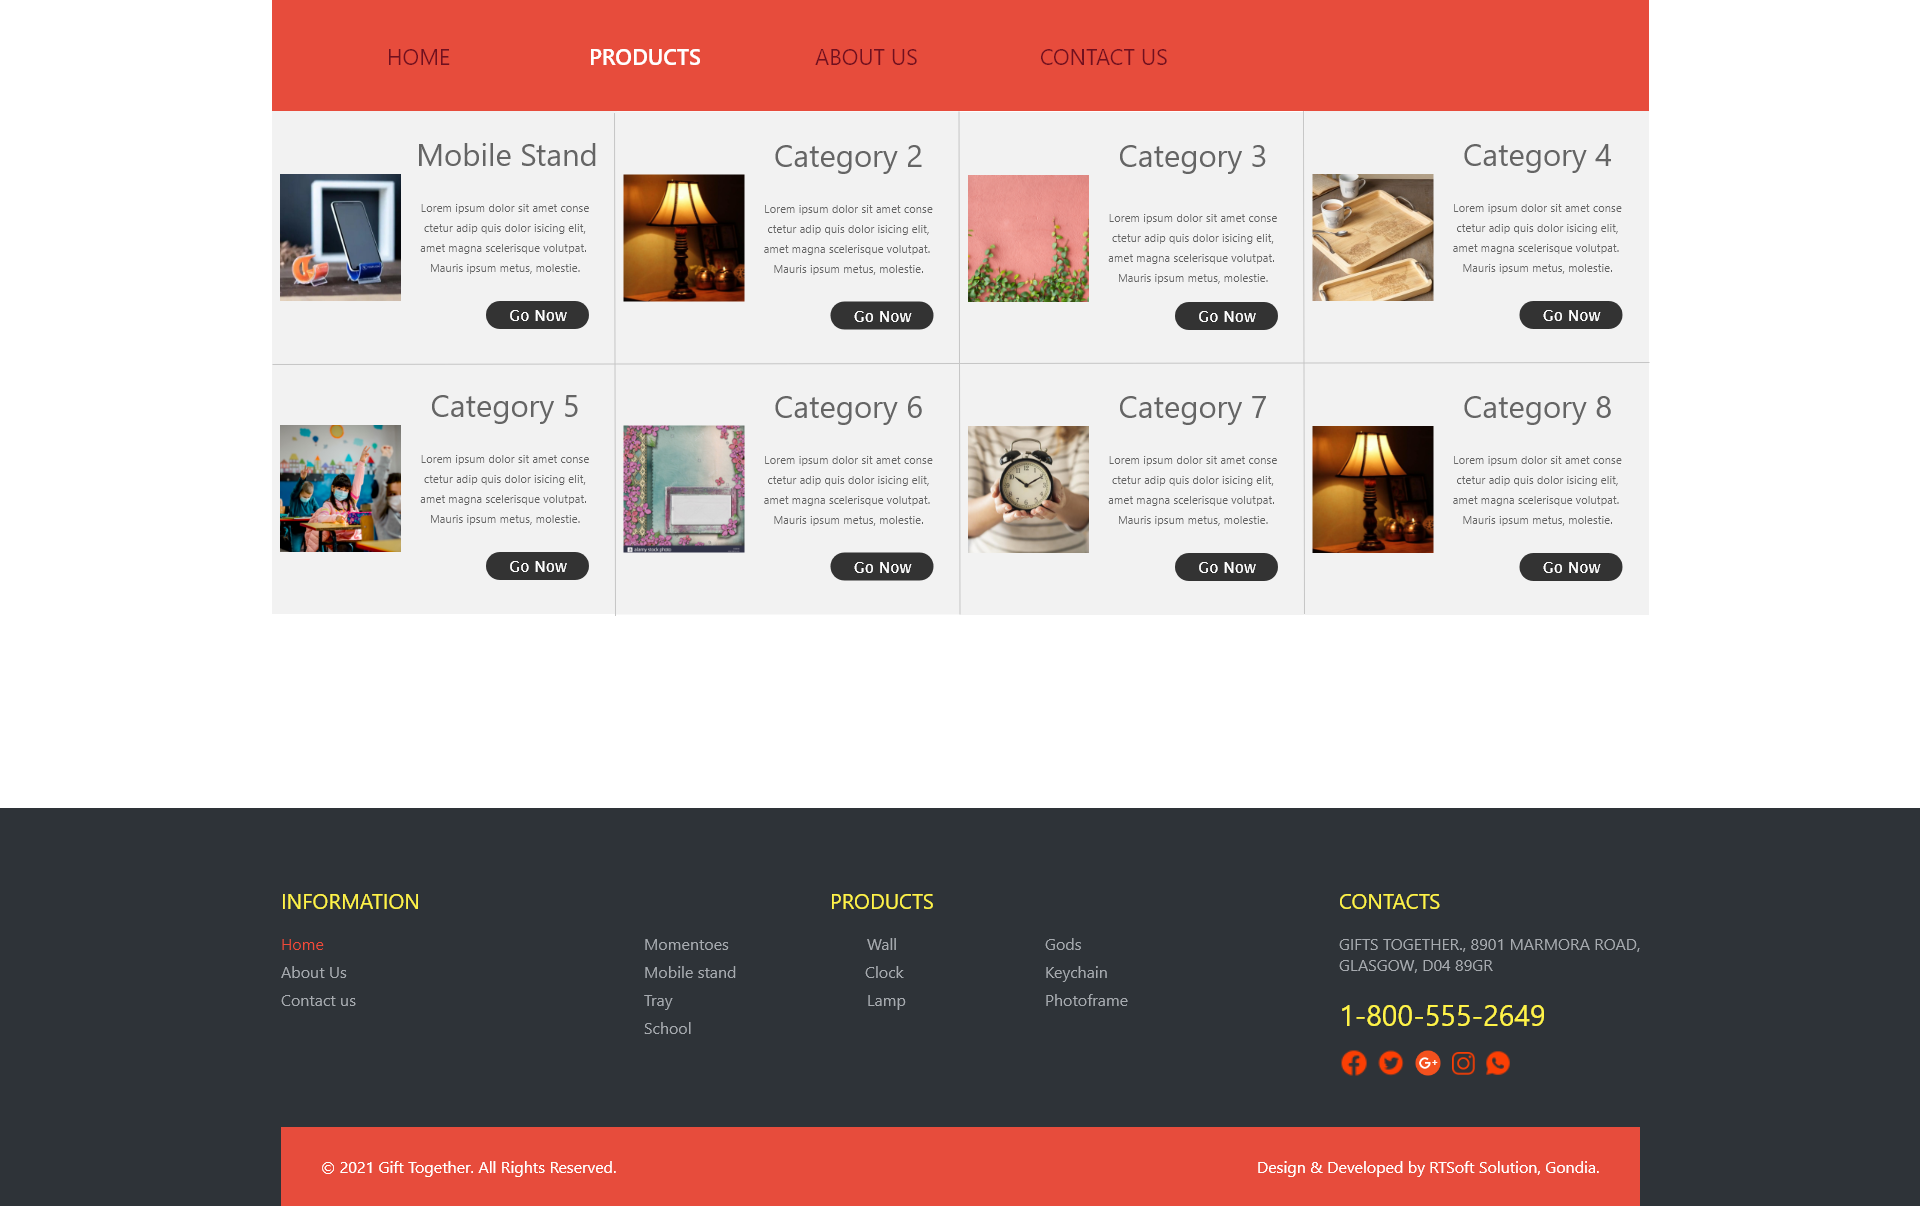 HOME
PRODUCTS
ABOUT US
CONTACT US
Mobile Stand
Lorem ipsum dolor sit amet conse
ctetur adip quis dolor isicing elit,
amet magna scelerisque volutpat.
Mauris ipsum metus, molestie.
Go Now
Category 2
Lorem ipsum dolor sit amet conse
ctetur adip quis dolor isicing elit,
amet magna scelerisque volutpat.
Mauris ipsum metus, molestie.
Go Now
Category 3
Lorem ipsum dolor sit amet conse
ctetur adip quis dolor isicing elit,
amet magna scelerisque volutpat.
Mauris ipsum metus, molestie.
Go Now
Category 4
Lorem ipsum dolor sit amet conse
ctetur adip quis dolor isicing elit,
amet magna scelerisque volutpat.
Mauris ipsum metus, molestie.
Go Now
Category 5
Lorem ipsum dolor sit amet conse
ctetur adip quis dolor isicing elit,
amet magna scelerisque volutpat.
Mauris ipsum metus, molestie.
Go Now
Category 6
Lorem ipsum dolor sit amet conse
ctetur adip quis dolor isicing elit,
amet magna scelerisque volutpat.
Mauris ipsum metus, molestie.
Go Now
alamy stock photo
Category 7
Lorem ipsum dolor sit amet conse
ctetur adip quis dolor isicing elit,
amet magna scelerisque volutpat.
Mauris ipsum metus, molestie.
Go Now
Category 8
Lorem ipsum dolor sit amet conse
ctetur adip quis dolor isicing elit,
amet magna scelerisque volutpat.
Mauris ipsum metus, molestie.
Go Now
INFORMATION
Home
About Us
Contact us
PRODUCTS
Momentoes
Mobile stand
Tray
School
Wall
Clock
Lamp
Gods
Keychain
Photoframe
CONTACTS
GIFTS TOGETHER., 8901 MARMORA ROAD,
GLASGOW, D04 89GR
1-800-555-2649
G+
© 2021 Gift Together. All Rights Reserved.
Design & Developed by RTSoft Solution, Gondia.